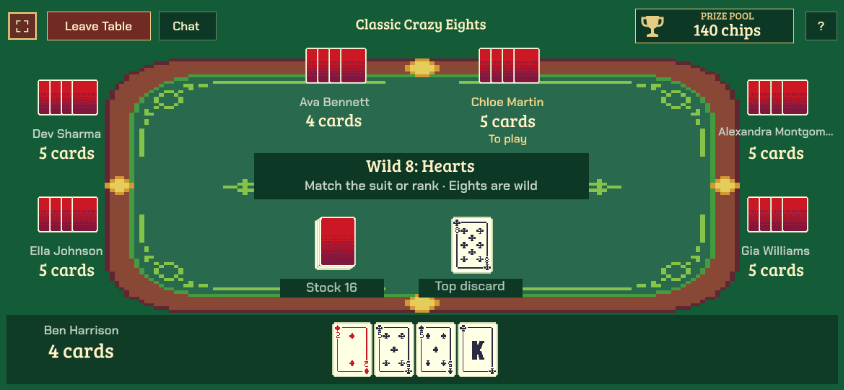 Leave Table
Chat
Classic Crazy Eights
PRIZE POOL
140 chips
?
Ava Bennett
4 cards
Chloe Martin
5 cards
To play
Dev Sharma
5 cards
Alexandra Montgom...
5 cards
Wild 8: Hearts
Match the suit or rank · Eights are wild
Ella Johnson
5 cards
Gia Williams
5 cards
8
Stock 16
Top discard
Ben Harrison
4 cards
2
K